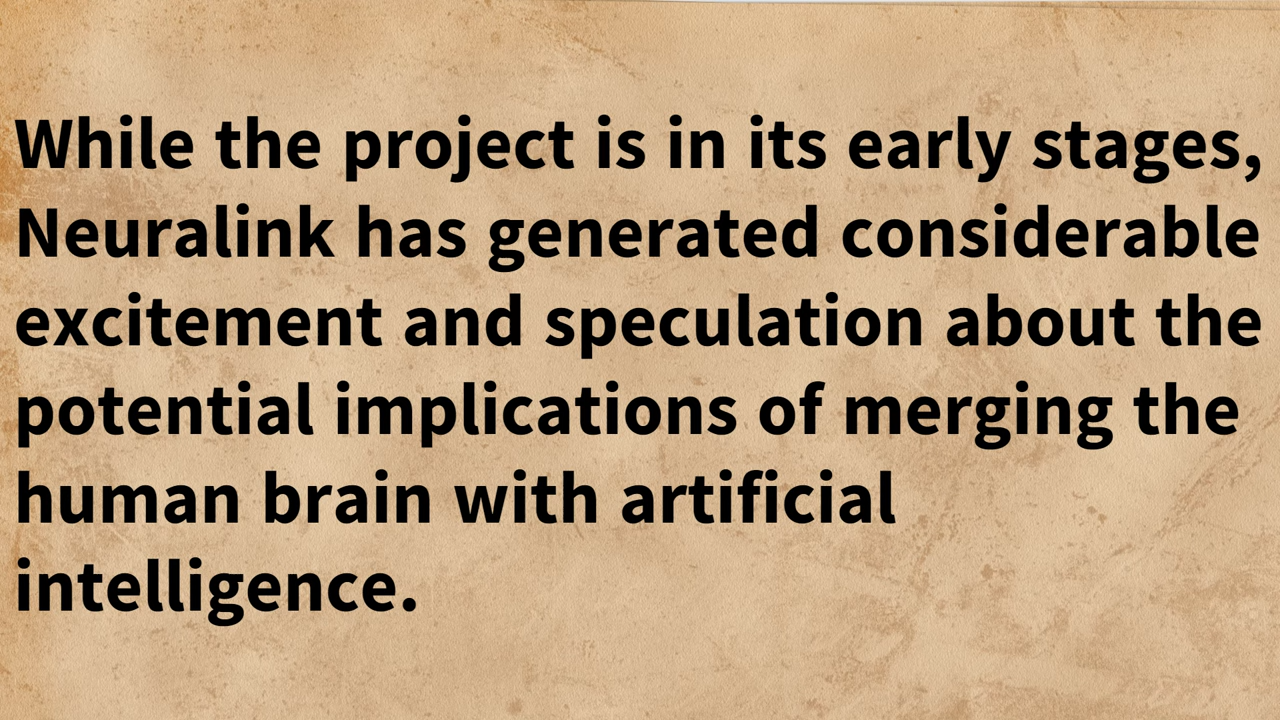 While the project is in its early stages,
Neuralink has generated considerable
excitement and speculation about the
potential implications of merging the
human brain with artificial
intelligence.